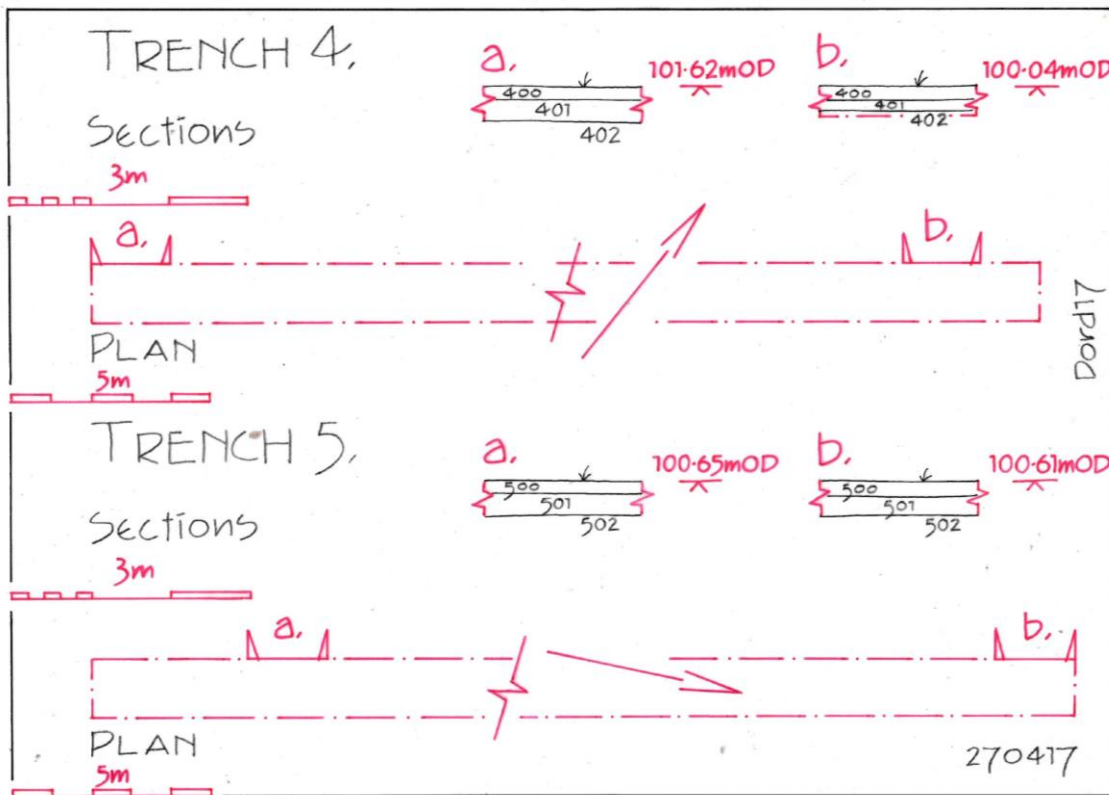 TRENCH 4.
Sections
3m
a.
101.62mOD
400
401
402
b.
100.04mOD
400
401
402
a.
b.
PLAN
5m
Dord17
TRENCH 5.
Sections
3m
a.
100.65mOD
500
501
502
b.
100.61mOD
500
501
502
a.
b.
PLAN
5m
270417